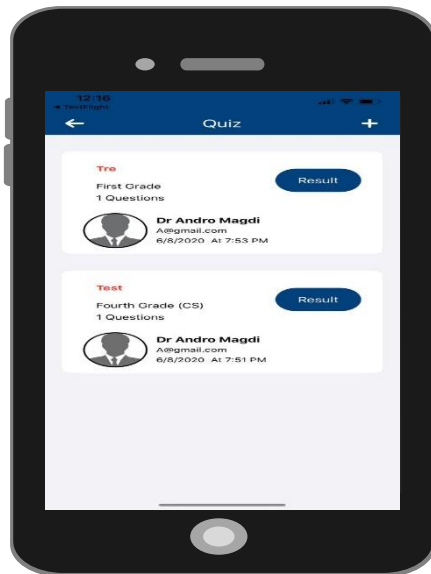 12:16
TestFlight
Quiz
Tre
First Grade
1 Questions
Result
Dr Andro Magdi
A@gmail.com
6/8/2020 At 7:53 PM
Test
Fourth Grade (CS)
1 Questions
Result
Dr Andro Magdi
A@gmail.com
6/8/2020 At 7:51 PM